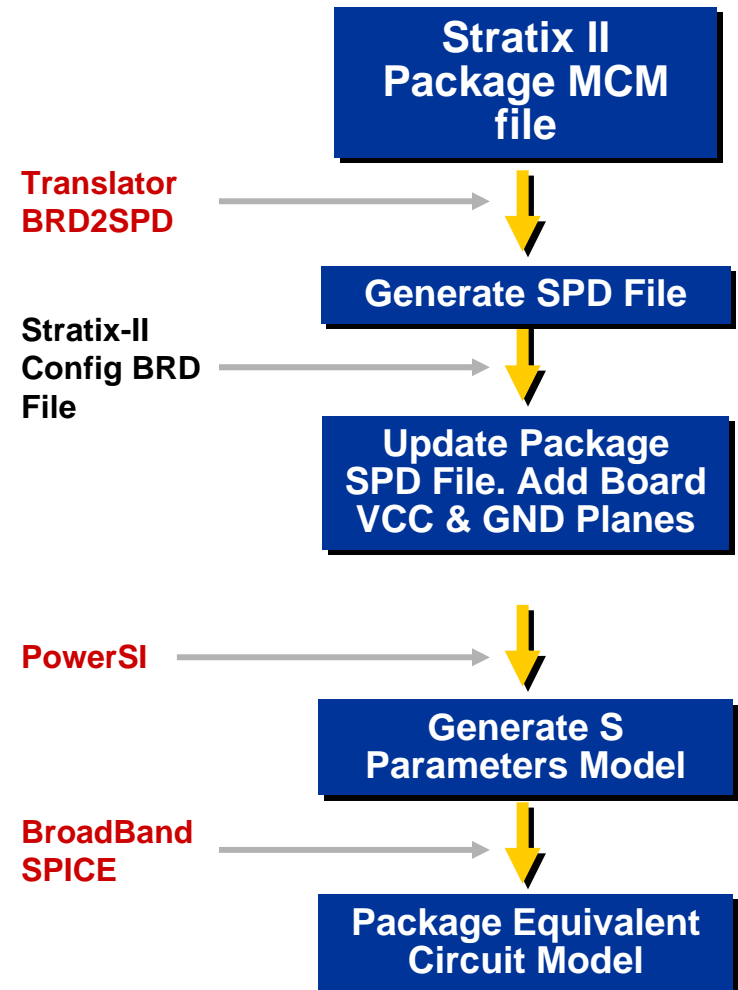 Stratix II
Package MCM
file
Translator
BRD2SPD
Generate SPD File
Stratix-II
Config BRD
File
Update Package
SPD File. Add Board
VCC & GND Planes
PowerSI
Generate S
Parameters Model
BroadBand
SPICE
Package Equivalent
Circuit Model